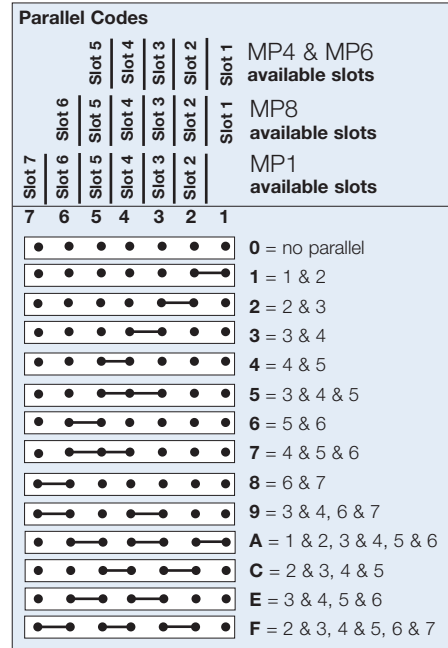 Parallel Codes
Slot 5 Slot 4 Slot 3 Slot 2 Slot 1 MP4 & MP6
available slots
Slot 6 Slot 5 Slot 4 Slot 3 Slot 2 Slot 1 MP8
available slots
Slot 7 Slot 6 Slot 5 Slot 4 Slot 3 Slot 2 MP1
available slots
7 6 5 4 3 2 1
0 = no parallel
1 = 1 & 2
2 = 2 & 3
3 = 3 & 4
4 = 4 & 5
5 = 3 & 4 & 5
6 = 5 & 6
7 = 4 & 5 & 6
8 = 6 & 7
9 = 3 & 4, 6 & 7
A = 1 & 2, 3 & 4, 5 & 6
C = 2 & 3, 4 & 5
E = 3 & 4, 5 & 6
F = 2 & 3, 4 & 5, 6 & 7